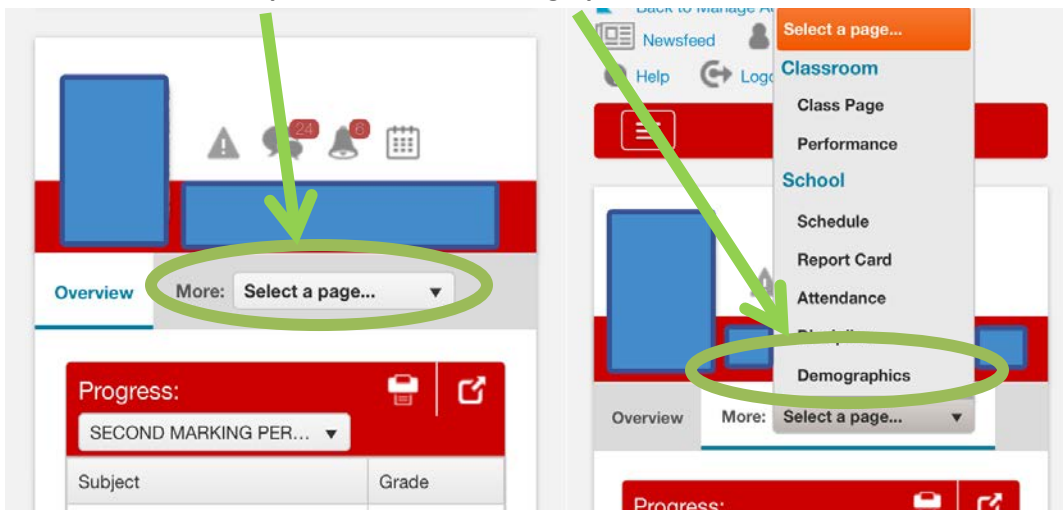 24
6
Overview
More: Select a page...
Progress:
SECOND MARKING PER...
Subject Grade
Back to Manage
Newsfeed
Help
Select a page...
Classroom
Class Page
Performance
School
Schedule
Report Card
Attendance
Demographics
Overview More: Select a page...
Progress: